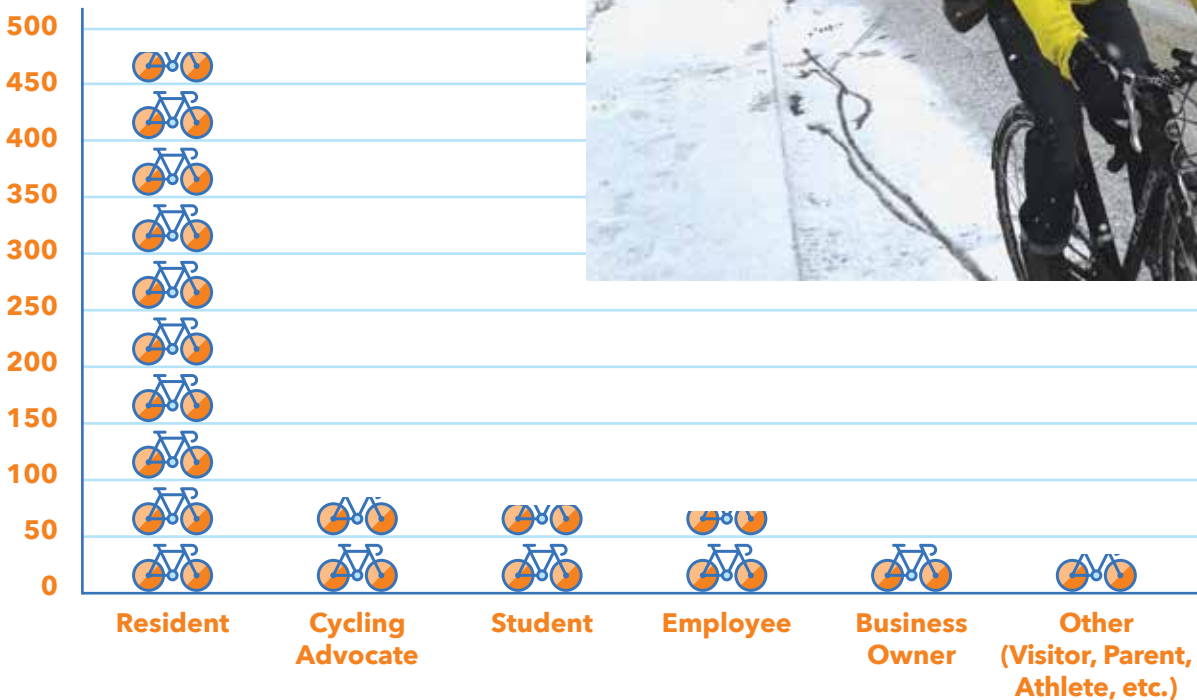 500
450
400
350
300
250
200
150
100
50
0
Resident
Cycling
Advocate
Student
Employee
Business
Owner
Other
(Visitor, Parent,
Athlete, etc.)